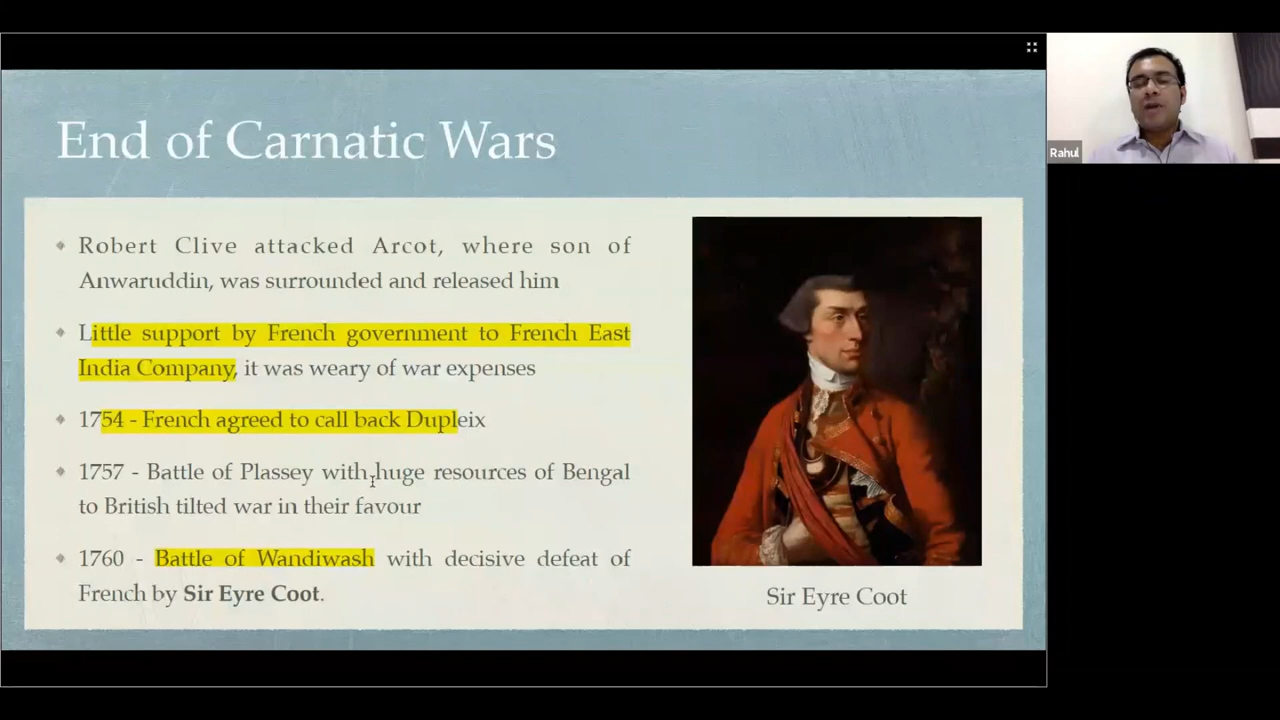 End of Carnatic Wars
Robert Clive attacked Arcot, where son of
Anwaruddin, was surrounded and released him
Little support by French government to French East
India Company, it was weary of war expenses
1754 - French agreed to call back Dupleix
1757 - Battle of Plassey with huge resources of Bengal
to British tilted war in their favour
1760 - Battle of Wandiwash with decisive defeat of
French by Sir Eyre Coot.
Sir Eyre Coot
Rahul